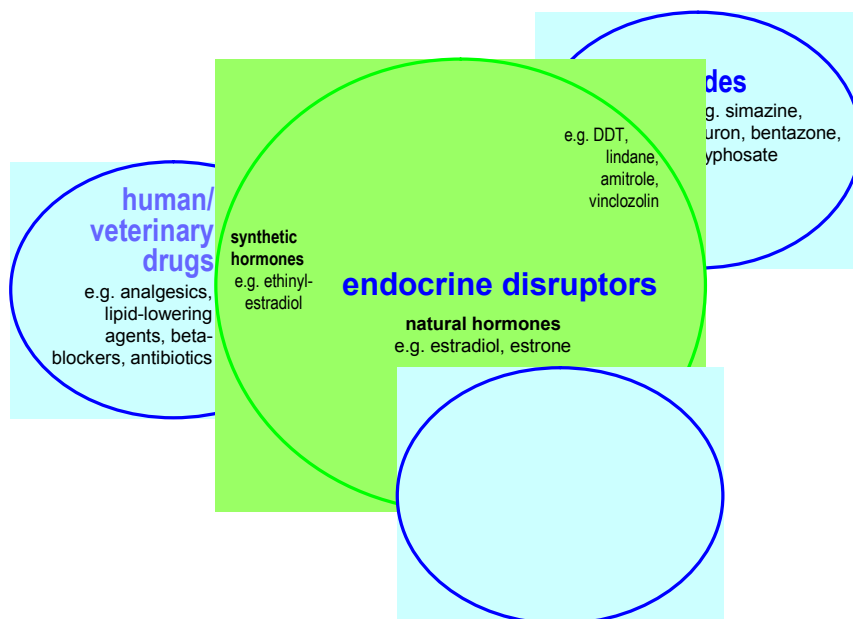 des
g. simazine,
uron, bentazone,
yphosate
e.g. DDT,
lindane,
amitrole,
vinclozolin
human/
veterinary
drugs
e.g. analgesics,
lipid-lowering
agents, beta-
blockers, antibiotics
synthetic
hormones
e.g. ethinyl-
estradiol
endocrine disruptors
natural hormones
e.g. estradiol, estrone